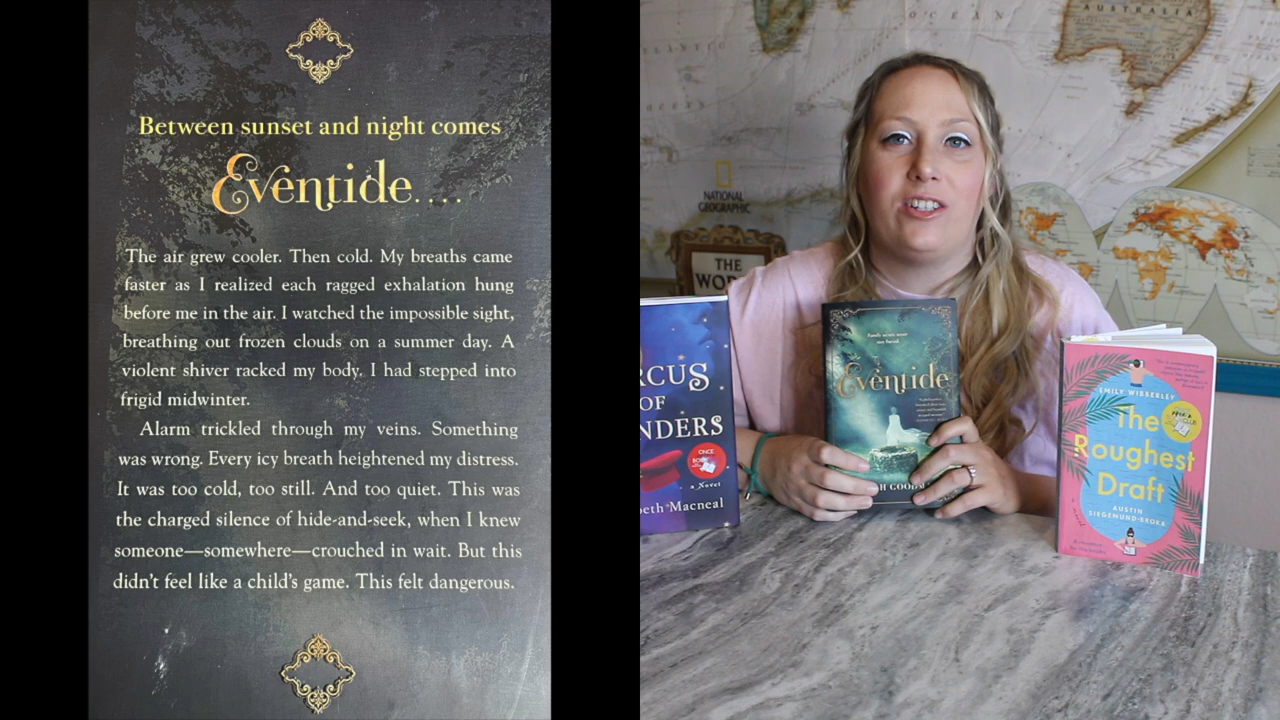 Between sunset and night comes
Eventide....
The air grew cooler. Then cold. My breaths came
faster as I realized each ragged exhalation hung
before me in the air. I watched the impossible sight,
breathing out frozen clouds on a summer day. A
violent shiver racked my body. I had stepped into
frigid midwinter.
Alarm trickled through my veins. Something
was wrong. Every icy breath heightened my distress.
It was too cold, too still. And too quiet. This was
the charged silence of hide-and-seek, when I knew
someone—somewhere—crouched in wait. But this
didn't feel like a child's game. This felt dangerous.
OCEAN
AUSTRALIA
NATIONAL
GEOGRAPHIC
THE
WOR
RCUS
OF
NDERS
ONCE
a Novel
beth Macneal
Family secrets never
stay buried.
Eventide
H GOODM
EMILY WIBBERLEY
The
Roughest
Draft
AUSTIN
SIEGEMUND-BROKA